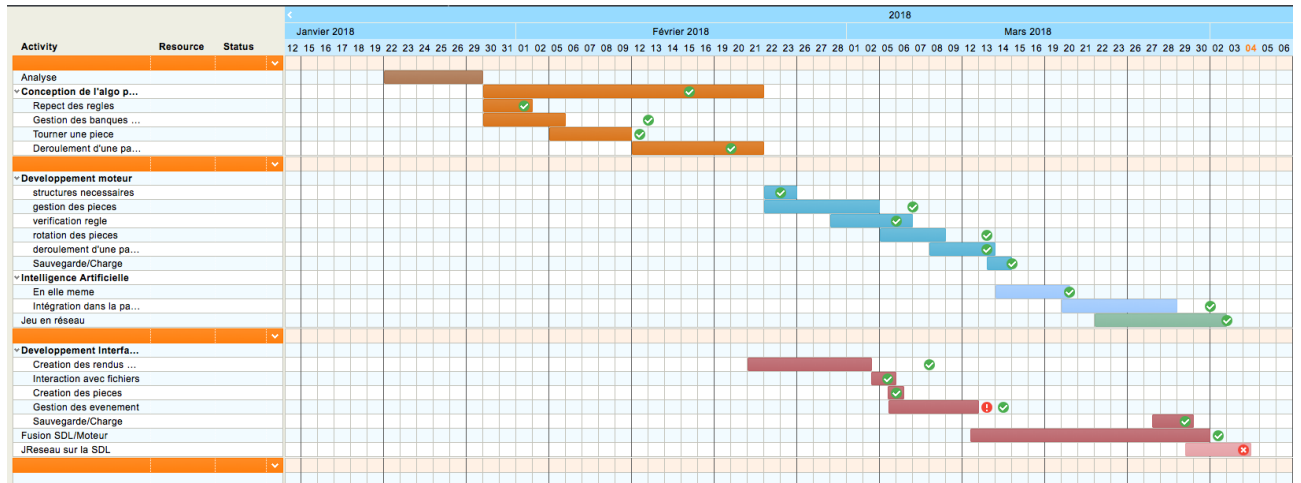 2018
Janvier 2018 Février 2018 Mars 2018
Activity Resource Status 12 15 16 17 18 19 22 23 24 25 26 29 30 31 01 02 05 06 07 08 09 12 13 14 15 16 19 20 21 22 23 26 27 28 01 02 05 06 07 08 09 12 13 14 15 16 19 20 21 22 23 26 27 28 29 30 02 03 04 05 06
Analyse
Conception de l'algo p...
Repect des regles
Gestion des banques ...
Tourner une piece
Deroulement d'une pa...
Developpement moteur
structures necessaires
gestion des pieces
verification regle
rotation des pieces
deroulement d'une pa...
Sauvegarde/Charge
Intelligence Artificielle
En elle meme
Intégration dans la pa...
Jeu en réseau
Developpement Interfa...
Creation des rendus ...
Interaction avec fichiers
Creation des pieces
Gestion des evenement
Sauvegarde/Charge
Fusion SDL/Moteur
JReseau sur la SDL